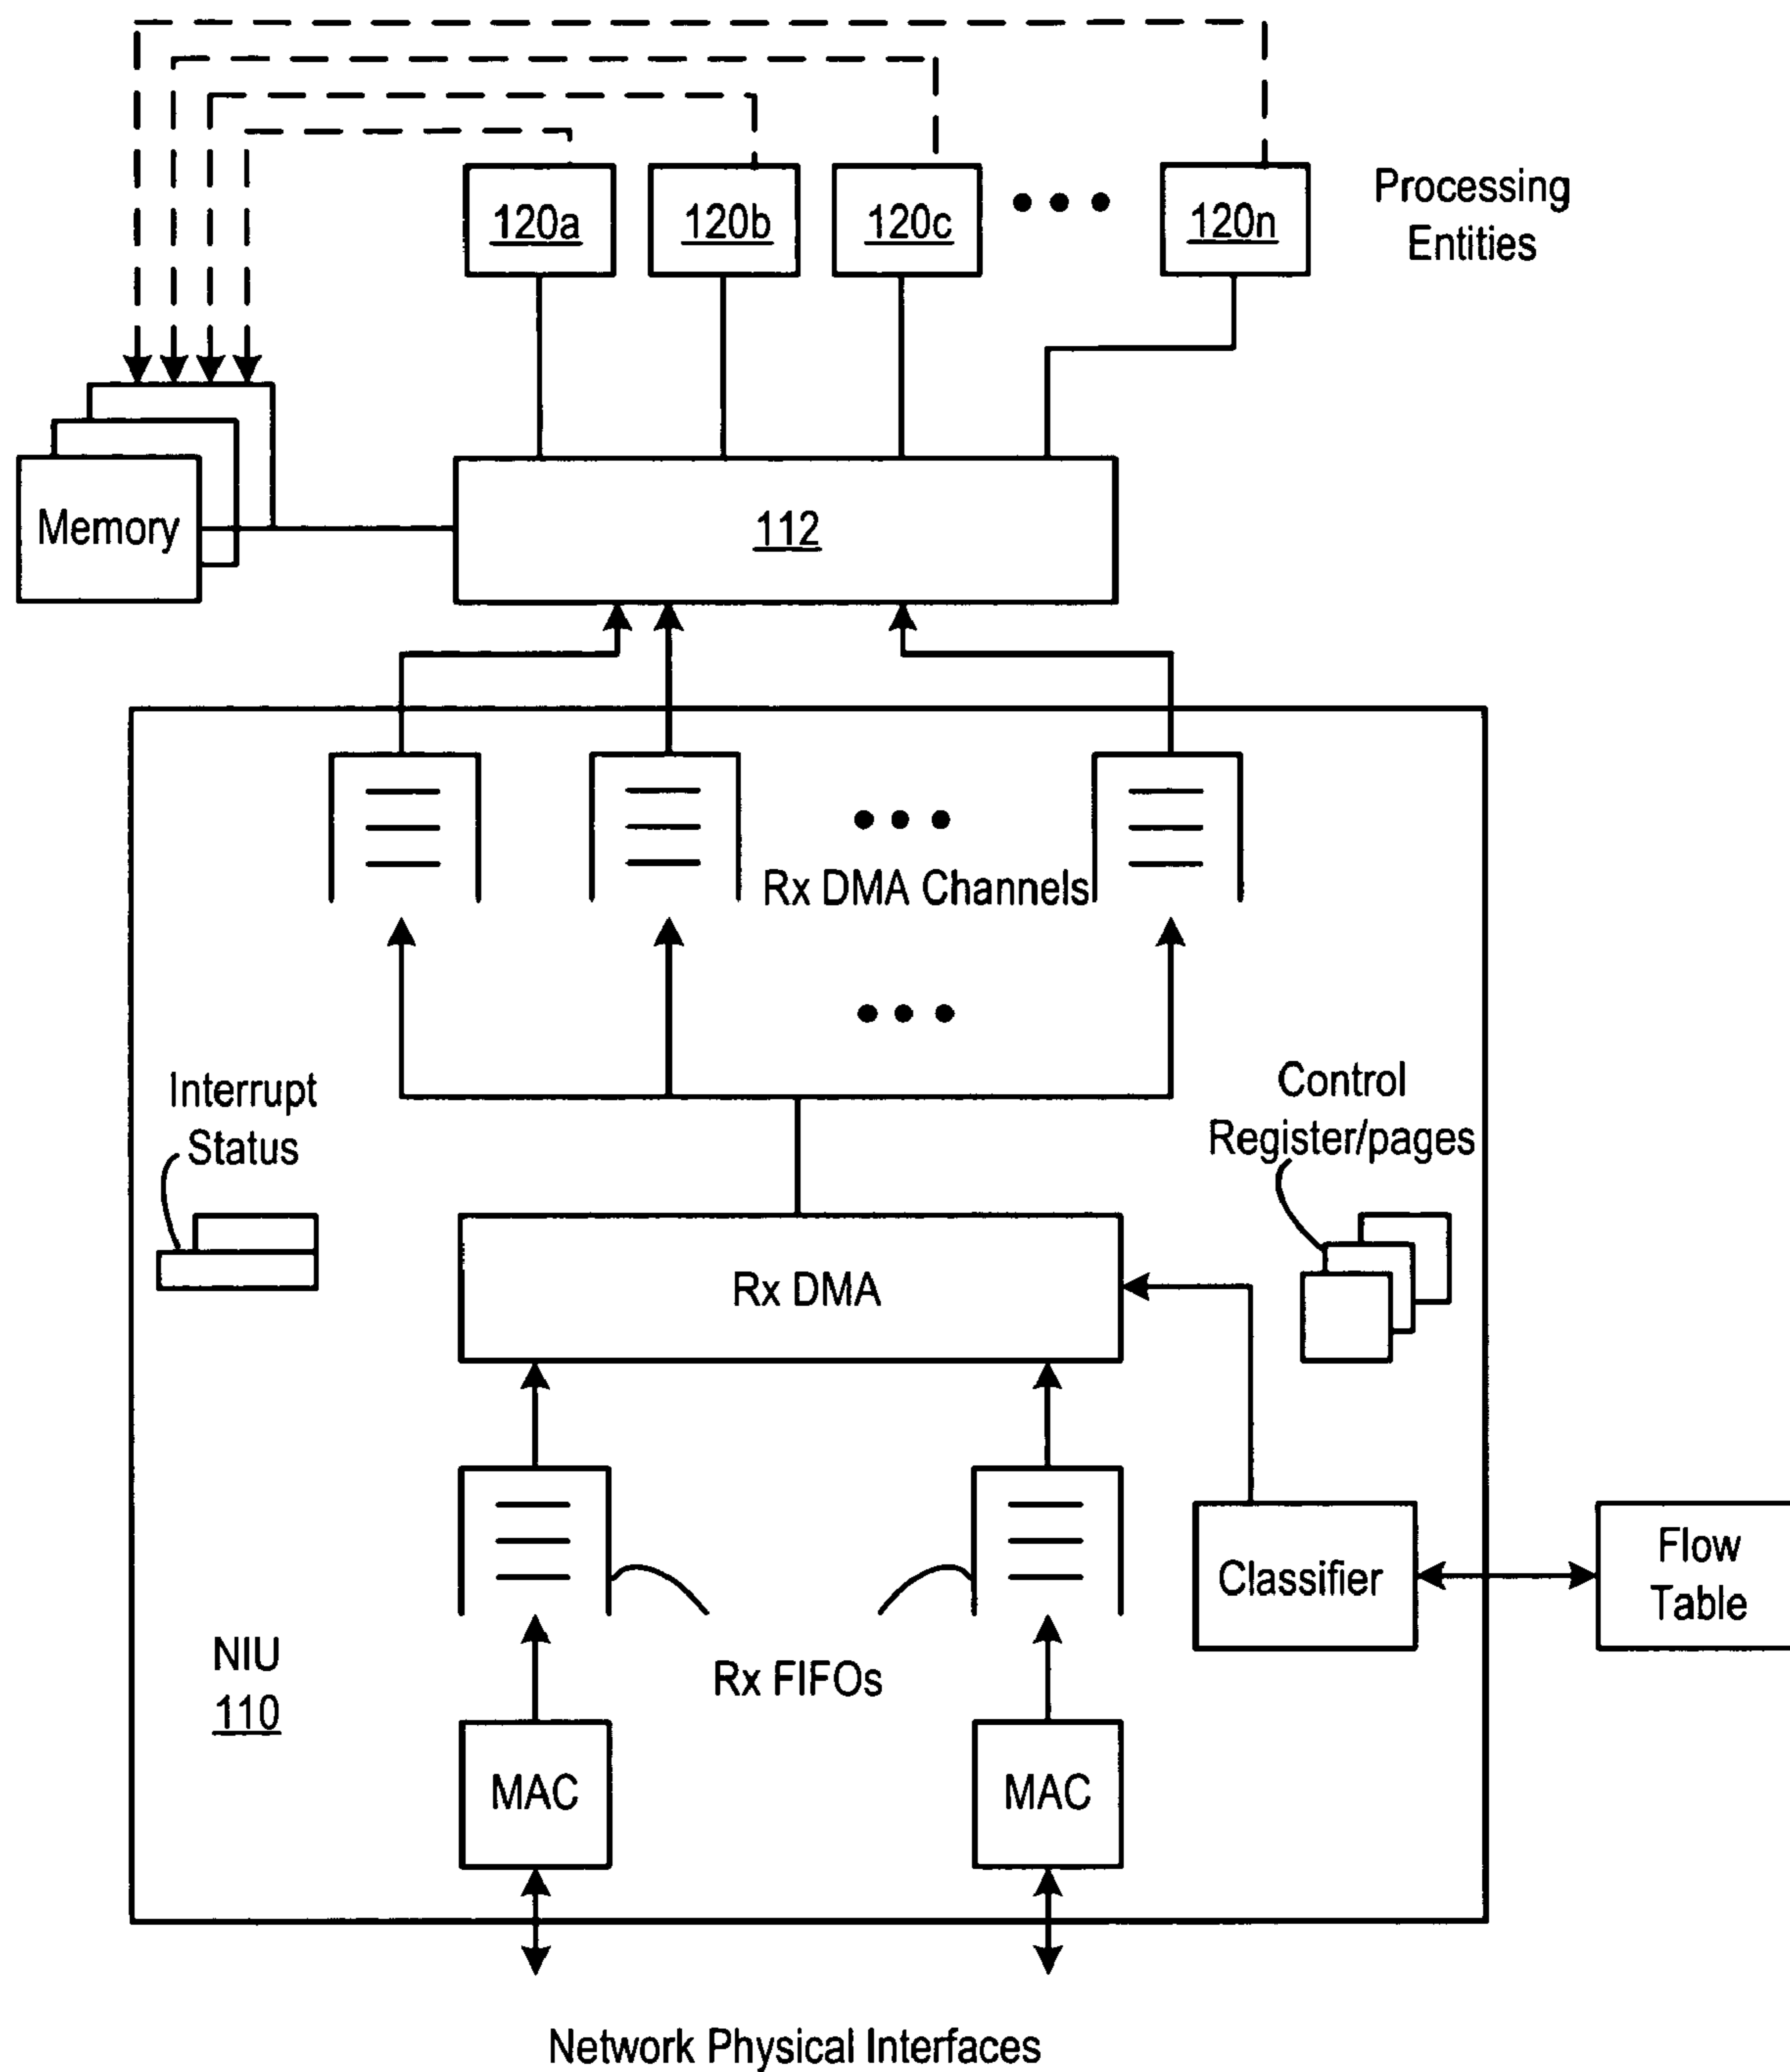 120a
120b
120c
120n
Processing
Entities
Memory
112
Rx DMA Channels
Interrupt
Status
Control
Register/pages
Rx DMA
Classifier
Flow
Table
NIU
110
Rx FIFOs
MAC
MAC
Network Physical Interfaces